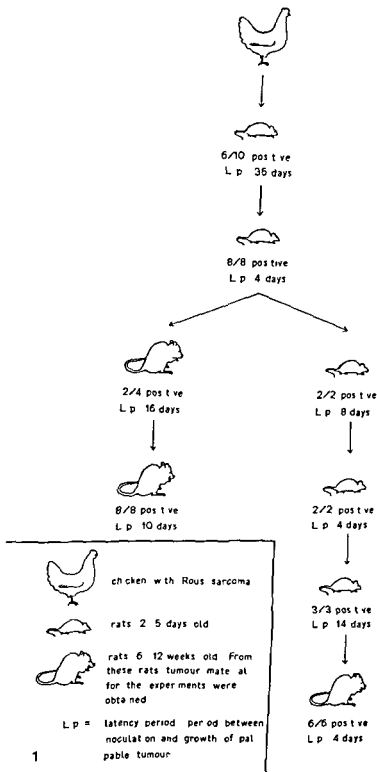 6/10 pos t ve
L p 36 days
8/8 pos tive
L p 4 days
2/4 pos t ve
L p 16 days
2/2 pos t ve
L p 8 days
8/8 pos t ve
L p 10 days
2/2 pos t ve
L p 4 days
3/3 pos t ve
L p 14 days
6/6 pos t ve
L p 4 days
ch cken w th Rous sarcoma
rats 2 5 days old
rats 6 12 weeks old From
these rats tumour mate al
for the experiments were
obta ned
L p = latency period per od between
noculation and growth of pal
pable tumour
1